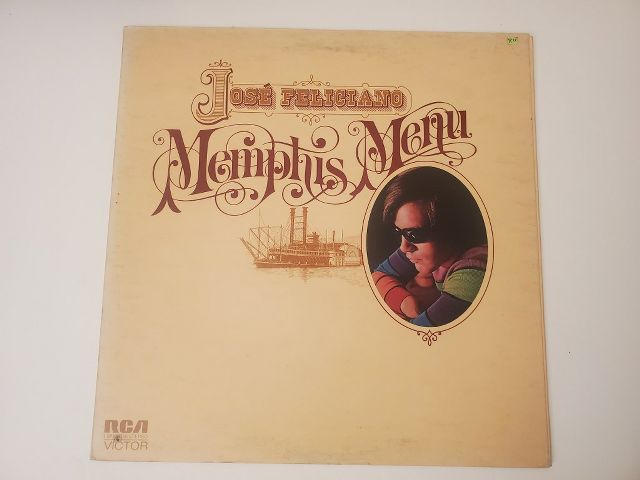 JOSÉ FELICIANO
Memphis Menu
RCA
VICTOR